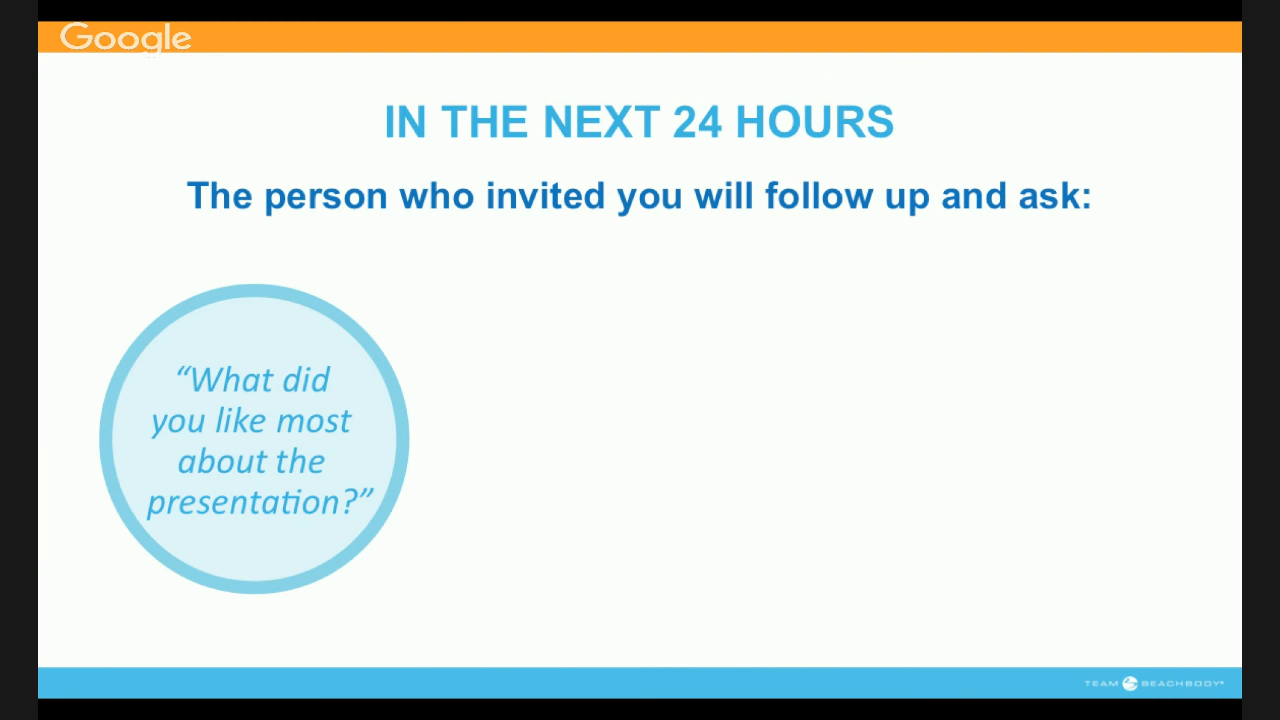 Google
IN THE NEXT 24 HOURS
The person who invited you will follow up and ask:
“What did
you like most
about the
presentation?”
TEAM BEACHBODY®